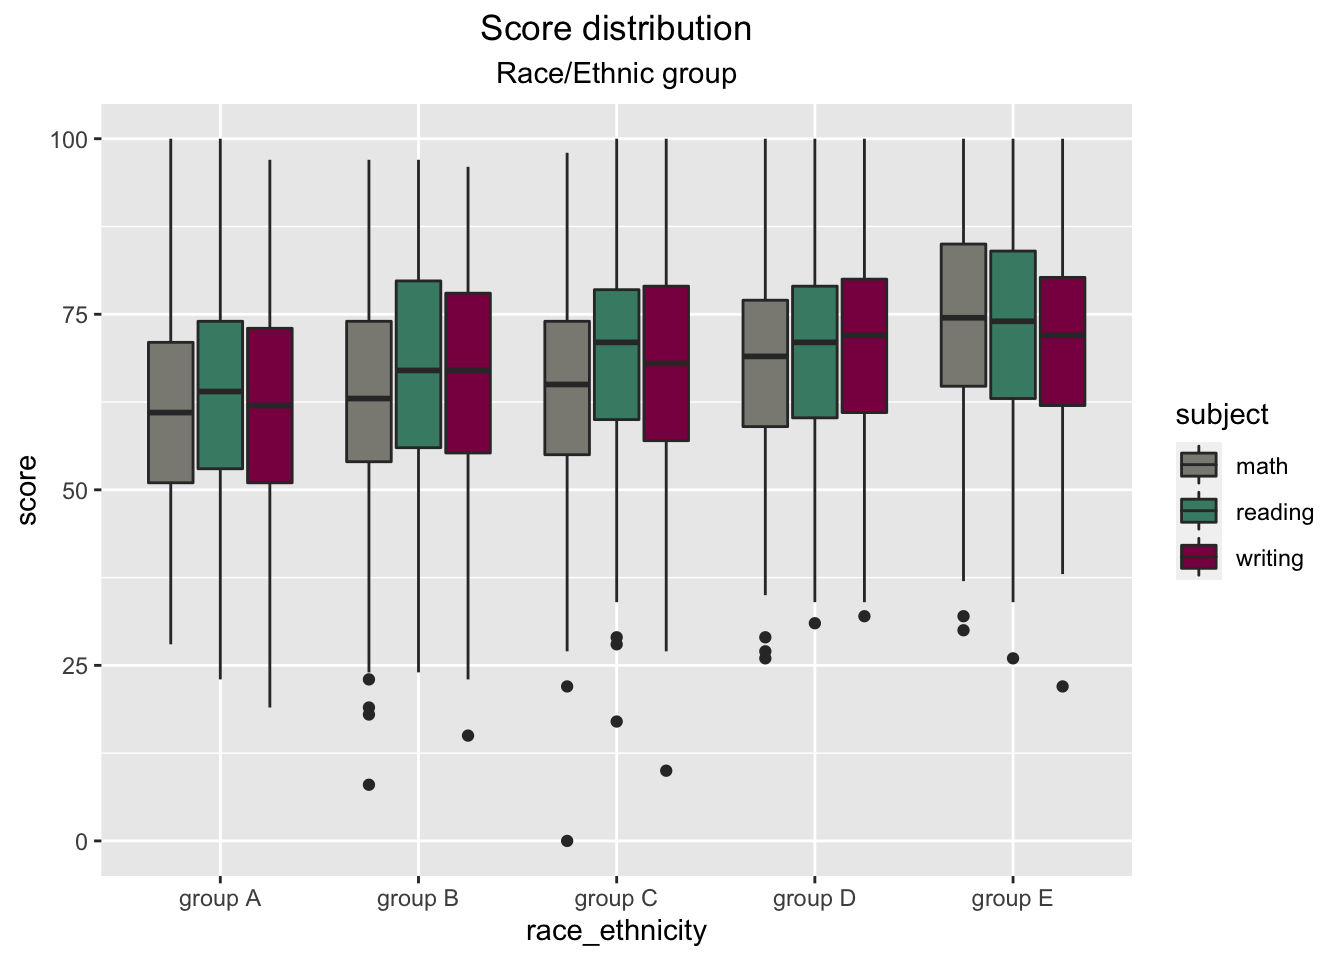 Score distribution
Race/Ethnic group
score
100
75
50
25
0
group A
group B
group C
group D
group E
race_ethnicity
subject
math
reading
writing